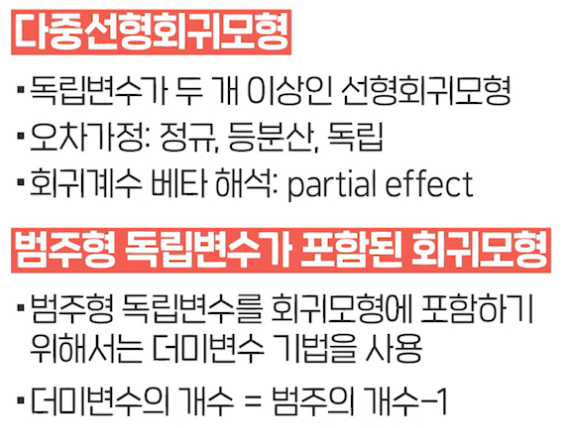 다중선형회귀모형
▪독립변수가 두 개 이상인 선형회귀모형
▪오차가정: 정규, 등분산, 독립
▪회귀계수 베타 해석: partial effect
범주형 독립변수가 포함된 회귀모형
▪범주형 독립변수를 회귀모형에 포함하기
위해서는 더미변수 기법을 사용
▪더미변수의 개수 = 범주의 개수-1